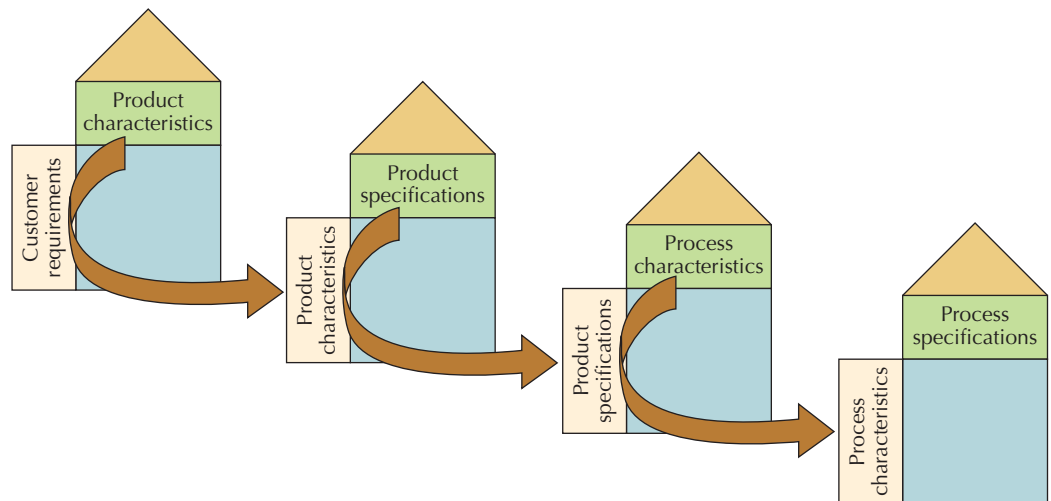 Product
characteristics
Customer
requirements
Product
specifications
Product
characteristics
Process
characteristics
Product
specifications
Process
specifications
Process
characteristics